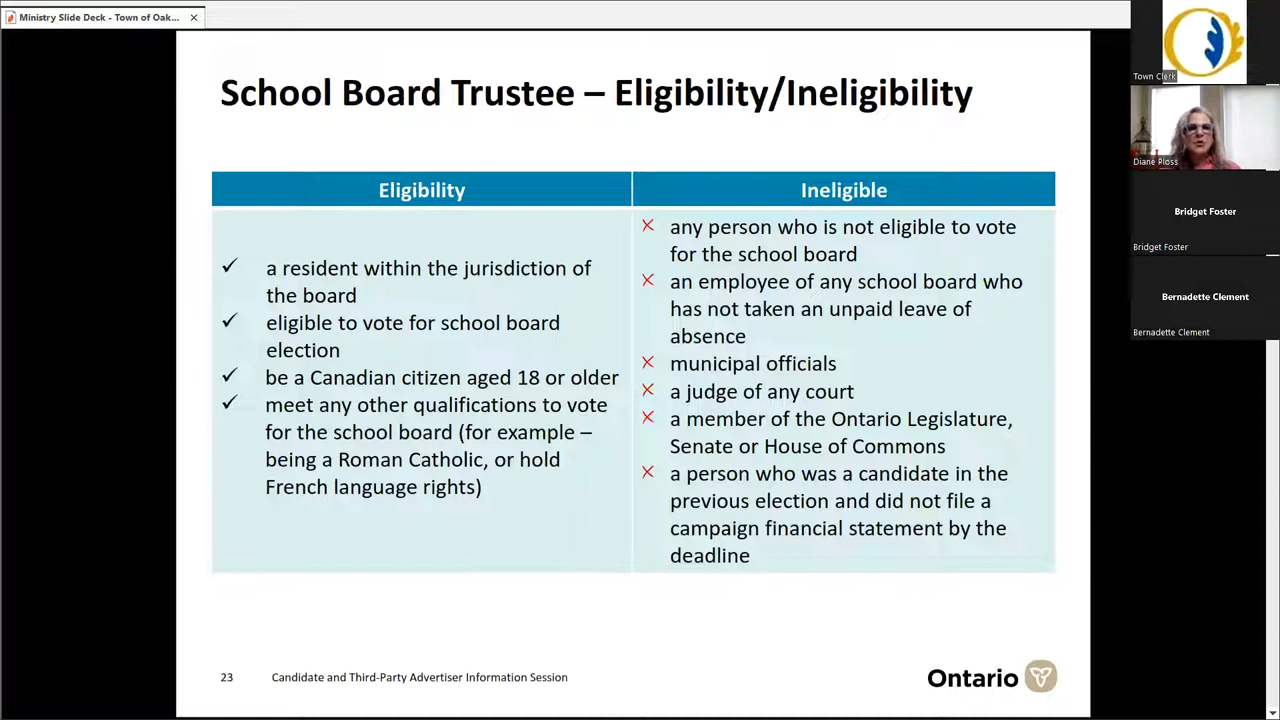 Ministry Slide Deck - Town of Oak...
School Board Trustee – Eligibility/Ineligibility
Eligibility
a resident within the jurisdiction of
the board
eligible to vote for school board
election
be a Canadian citizen aged 18 or older
meet any other qualifications to vote
for the school board (for example –
being a Roman Catholic, or hold
French language rights)
Ineligible
any person who is not eligible to vote
for the school board
an employee of any school board who
has not taken an unpaid leave of
absence
municipal officials
a judge of any court
a member of the Ontario Legislature,
Senate or House of Commons
a person who was a candidate in the
previous election and did not file a
campaign financial statement by the
deadline
23
Candidate and Third-Party Advertiser Information Session
Ontario
Town Clerk
Diane Ploss
Bridget Foster
Bridget Foster
Bernadette Clement
Bernadette Clement